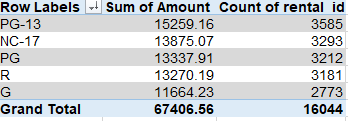 Row Labels Sum of Amount Count of rental_id
PG-13 15259.16 3585
NC-17 13875.07 3293
PG 13337.91 3212
R 13270.19 3181
G 11664.23 2773
Grand Total 67406.56 16044